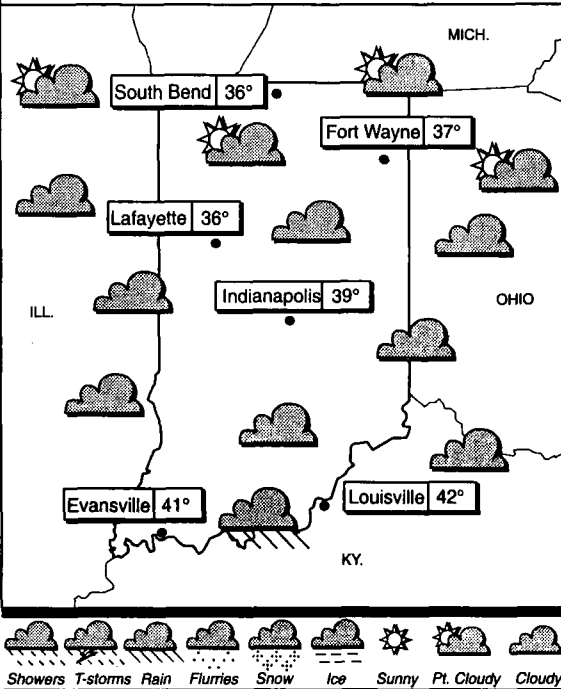 MICH.
South Bend 36°
Fort Wayne 37°
Lafayette 36°
Indianapolis 39°
ILL.
OHIO
Evansville 41°
Louisville 42°
KY.
Showers T-storms Rain Flurries Snow Ice Sunny Pt. Cloudy Cloudy